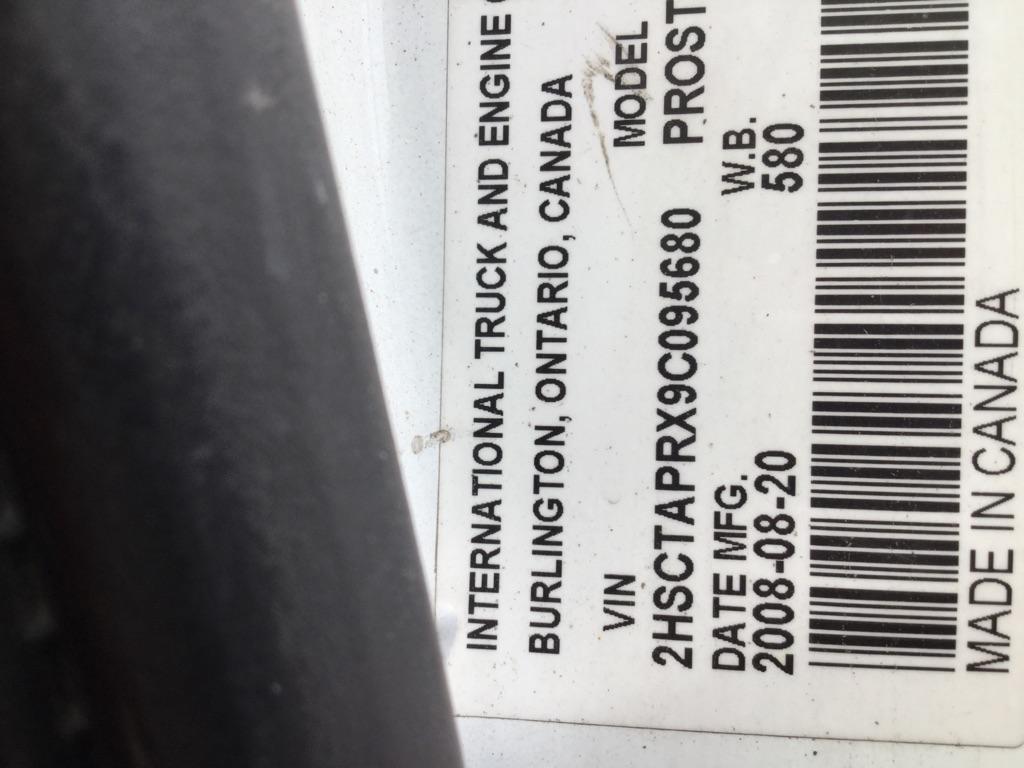 INTERNATIONAL TRUCK AND ENGINE
BURLINGTON, ONTARIO, CANADA
VIN MODEL
2HSCTAPRX9C095680 PROST
DATE MFG. W.B.
2008-08-20 580
MADE IN CANADA